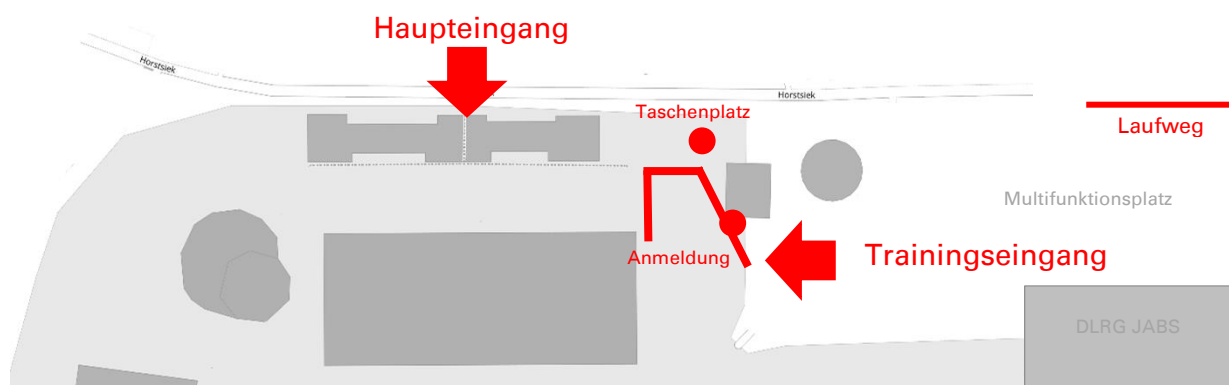 Haupteingang
Horstsiek
Horstsiek
Taschenplatz
Laufweg
Multifunktionsplatz
Anmeldung
Trainingseingang
DLRG JABS